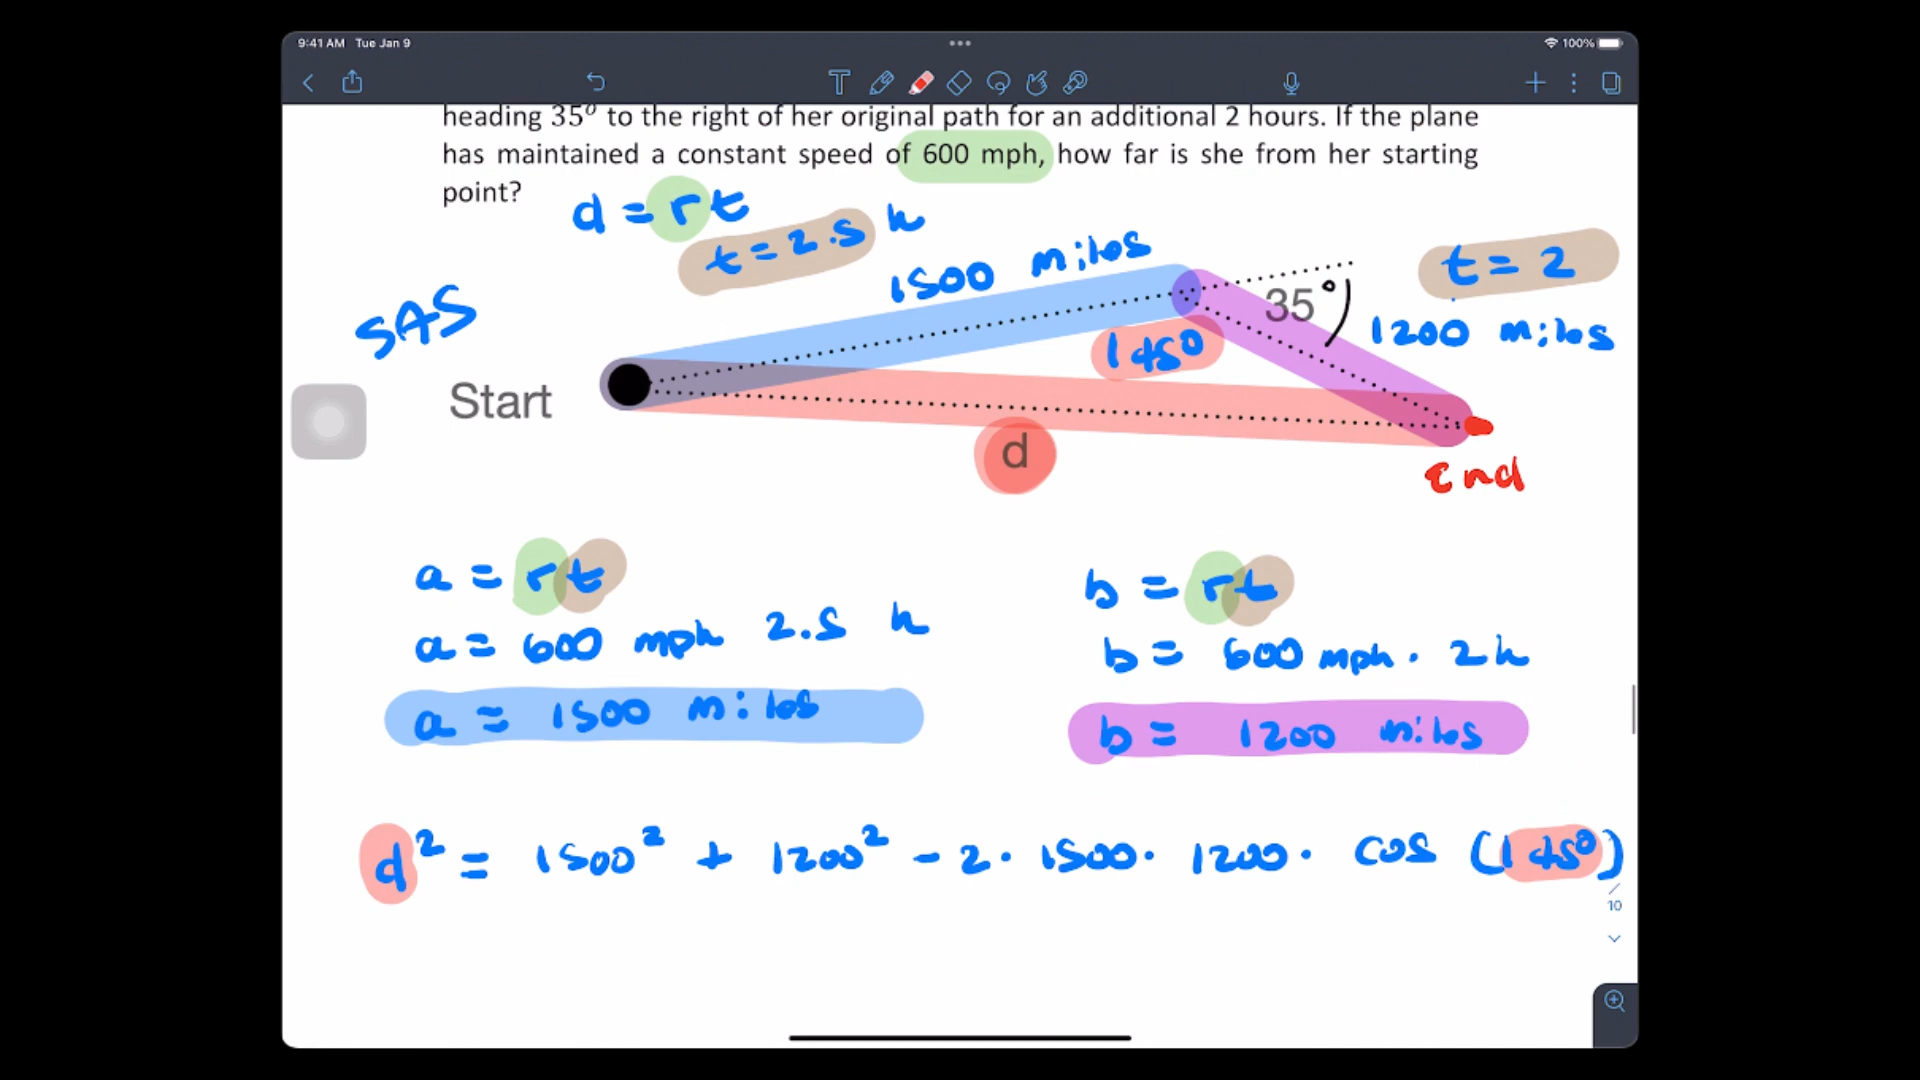 9:41 AM Tue Jan 9
100%
heading 35° to the right of her original path for an additional 2 hours. If the plane
has maintained a constant speed of 600 mph, how far is she from her starting
point?
d = rt
t = 2.5 h
1500 miles
t = 2
35°
1200 miles
SAS
145°
Start
d
End
a = rt
b = rt
a = 600 mph 2.5 h
b = 600 mph · 2h
a = 1500 miles
b = 1200 miles
d² = 1500² + 1200² - 2 · 1500 · 1200 · cos (145°)
/
10